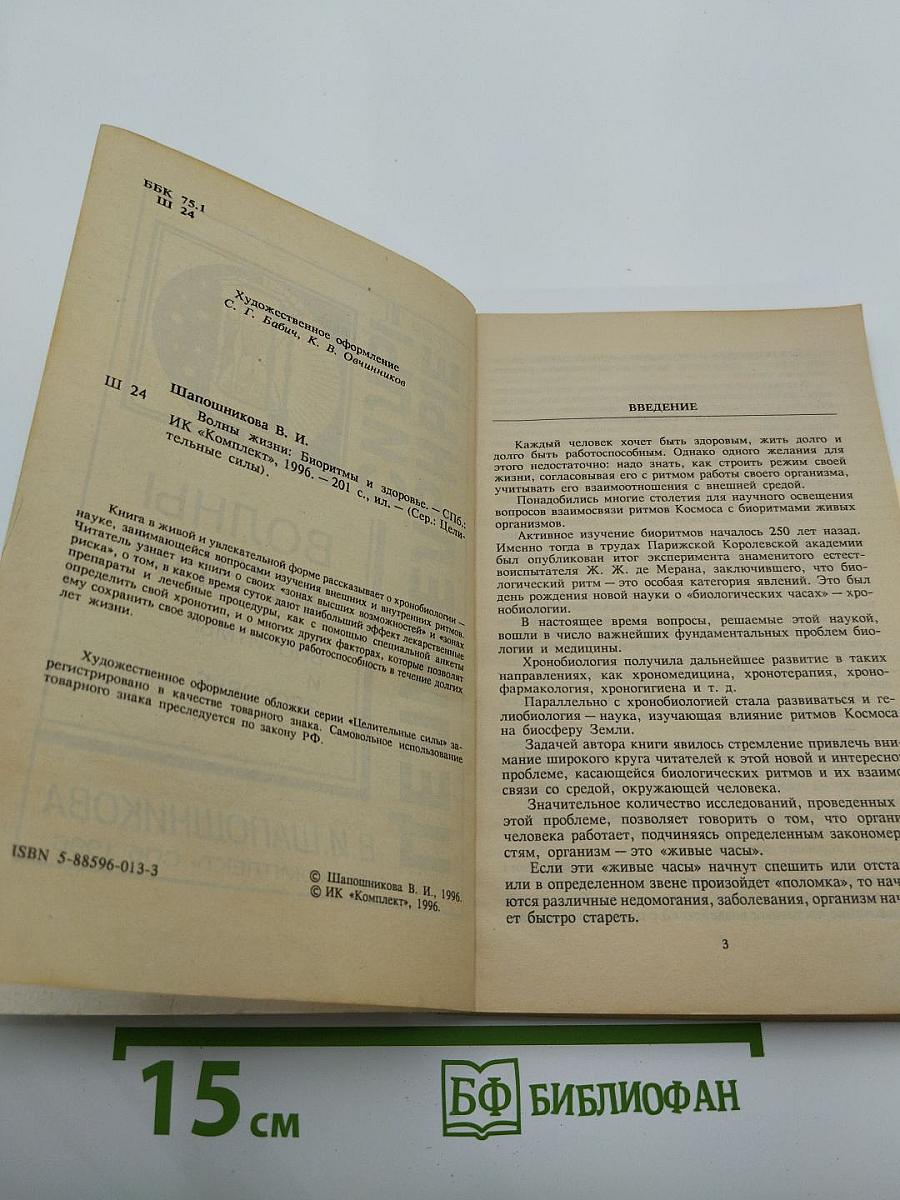 ББК 75.1
Ш 24
Художественное оформление
С. Г. Бабич, К. В. Овчинников
Ш 24
Шапошникова В. И.
Волны жизни: Биоритмы и здоровье. — СПб.:
ИК «Комплект», 1996. — 201 с., ил. — (Сер.: Цели-
тельные силы).
Книга в живой и увлекательной форме рассказывает о хронобиологии —
науке, занимающейся вопросами изучения внешних и внутренних ритмов.
Читатель узнает из книги о своих «зонах высших возможностей» и «зонах
риска», о том, в какое время суток дают наибольший эффект лекарственные
препараты и лечебные процедуры, как с помощью специальной анкеты
определить свой хронотип, и о многих других факторах, которые позволят
ему сохранить свое здоровье и высокую работоспособность в течение долгих
лет жизни.
Художественное оформление обложки серии «Целительные силы» за-
регистрировано в качестве товарного знака. Самовольное использование
товарного знака преследуется по закону РФ.
ISBN 5-88596-013-3
© Шапошникова В. И., 1996.
© ИК «Комплект», 1996.
ВВЕДЕНИЕ
Каждый человек хочет быть здоровым, жить долго и
долго быть работоспособным. Однако одного желания для
этого недостаточно: надо знать, как строить режим своей
жизни, согласовывая его с ритмом работы своего организма,
учитывать его взаимоотношения с внешней средой.
Понадобились многие столетия для научного освещения
вопросов взаимосвязи ритмов Космоса с биоритмами живых
организмов.
Активное изучение биоритмов началось 250 лет назад.
Именно тогда в трудах Парижской Королевской академии
был опубликован итог эксперимента знаменитого естест-
воиспытателя Ж. Ж. де Мерана, заключившего, что био-
логический ритм — это особая категория явлений. Это был
день рождения новой науки о «биологических часах» — хро-
нобиологии.
В настоящее время вопросы, решаемые этой наукой,
вошли в число важнейших фундаментальных проблем био-
логии и медицины.
Хронобиология получила дальнейшее развитие в таких
направлениях, как хрономедицина, хронотерапия, хроно-
фармакология, хроногигиена и т. д.
Параллельно с хронобиологией стала развиваться и ге-
лиобиология — наука, изучающая влияние ритмов Космоса
на биосферу Земли.
Задачей автора книги явилось стремление привлечь вни-
мание широкого круга читателей к этой новой и интересно
проблеме, касающейся биологических ритмов и их взаимо
связи со средой, окружающей человека.
Значительное количество исследований, проведенных
этой проблеме, позволяет говорить о том, что органи
человека работает, подчиняясь определенным закономер
стям, организм — это «живые часы».
Если эти «живые часы» начнут спешить или отста
или в определенном звене произойдет «поломка», то нач
ются различные недомогания, заболевания, организм нач
ет быстро стареть.
3
15 см
БФ БИБЛИОФАН